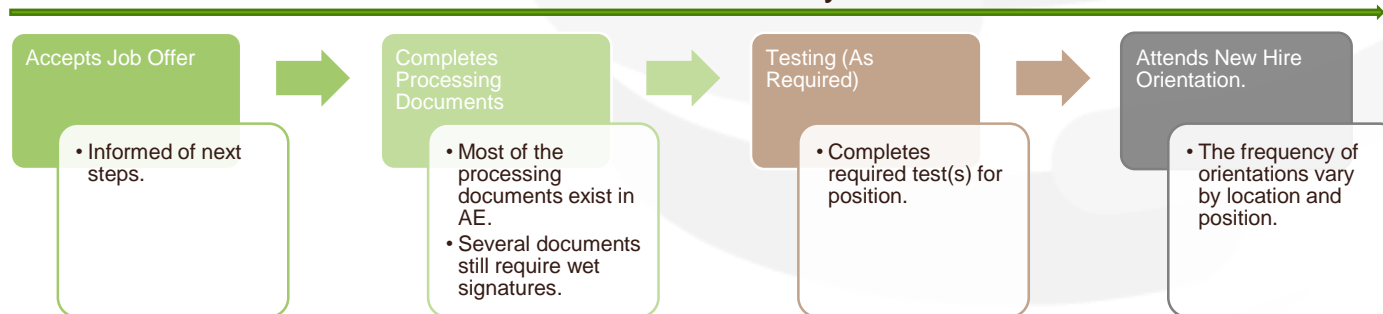 Accepts Job Offer
• Informed of next
steps.
Completes
Processing
Documents
• Most of the
processing
documents exist in
AE.
• Several documents
still require wet
signatures.
Testing (As
Required)
• Completes
required test(s) for
position.
Attends New Hire
Orientation.
• The frequency of
orientations vary
by location and
position.